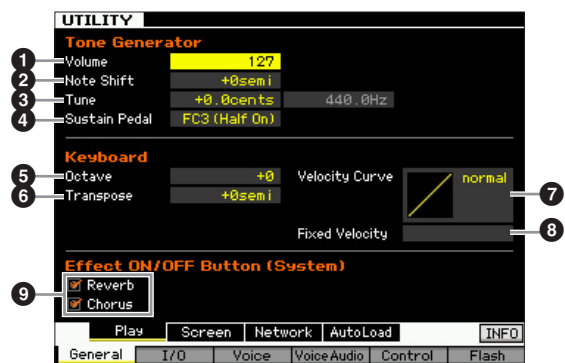 UTILITY
Tone Generator
1 Volume 127
2 Note Shift +0semi
3 Tune +0.0cents 440.0Hz
4 Sustain Pedal FC3(Half On)
Keyboard
5 Octave +0 Velocity Curve normal 7
6 Transpose +0semi
Fixed Velocity 8
Effect ON/OFF Button (System)
9 Reverb
Chorus
Play Screen Network AutoLoad INFO
General I/O Voice Voice Audio Control Flash